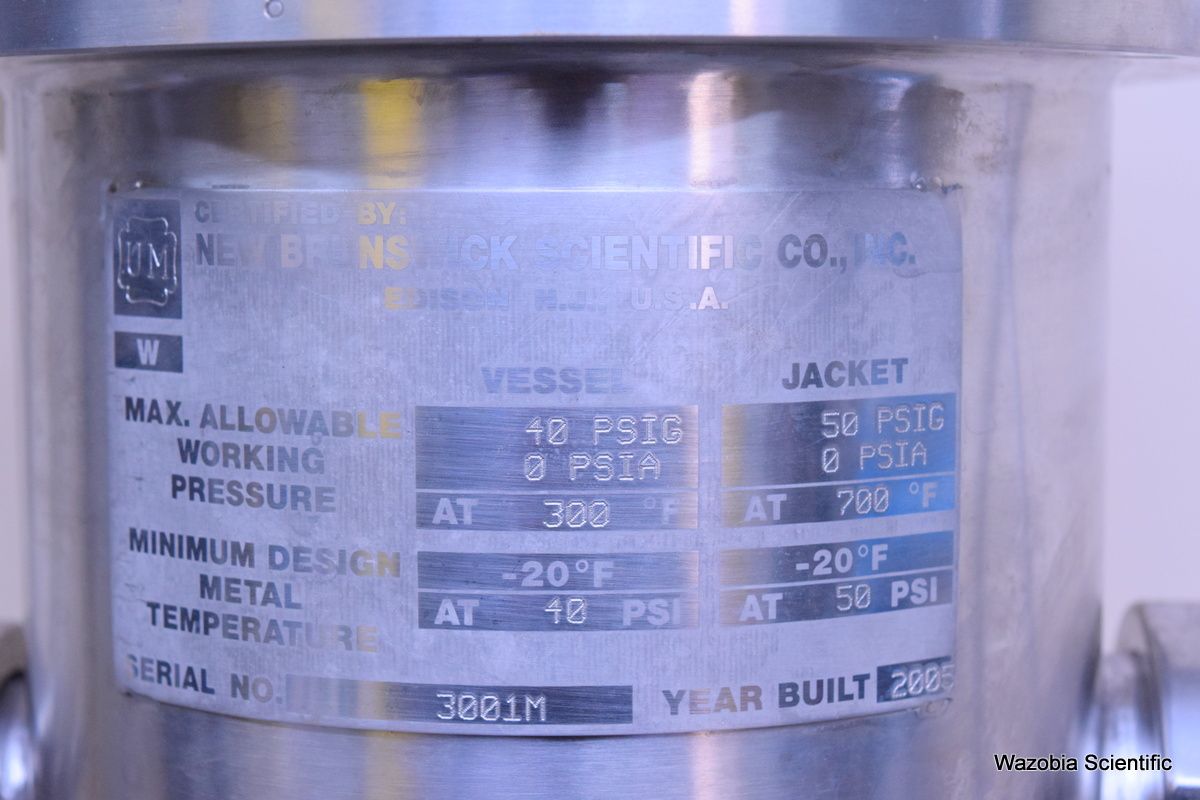 UM
CERTIFIED BY:
NEW BRUNSWICK SCIENTIFIC CO., INC.
EDISON N.J., U.S.A.
W
VESSEL JACKET
MAX. ALLOWABLE
WORKING
PRESSURE
40 PSIG 50 PSIG
0 PSIA 0 PSIA
AT 300 °F AT 700 °F
MINIMUM DESIGN
METAL
TEMPERATURE
-20°F -20°F
AT 40 PSI AT 50 PSI
SERIAL NO. 3001M YEAR BUILT 2005
Wazobia Scientific